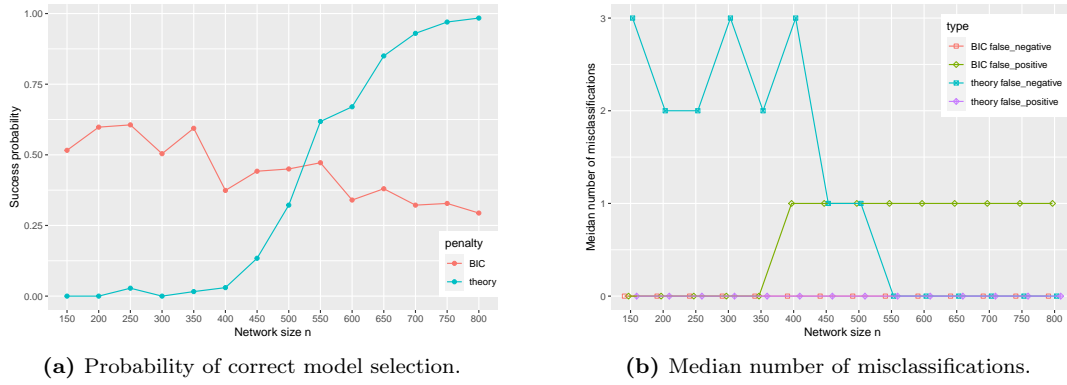 1.00
0.75
0.50
0.25
0.00
Success probability
150 200 250 300 350 400 450 500 550 600 650 700 750 800
Network size n
penalty
BIC
theory
(a) Probability of correct model selection.
3
2
1
0
Meidan number of misclassifications
150 200 250 300 350 400 450 500 550 600 650 700 750 800
Network size n
type
BIC false_negative
BIC false_positive
theory false_negative
theory false_positive
(b) Median number of misclassifications.